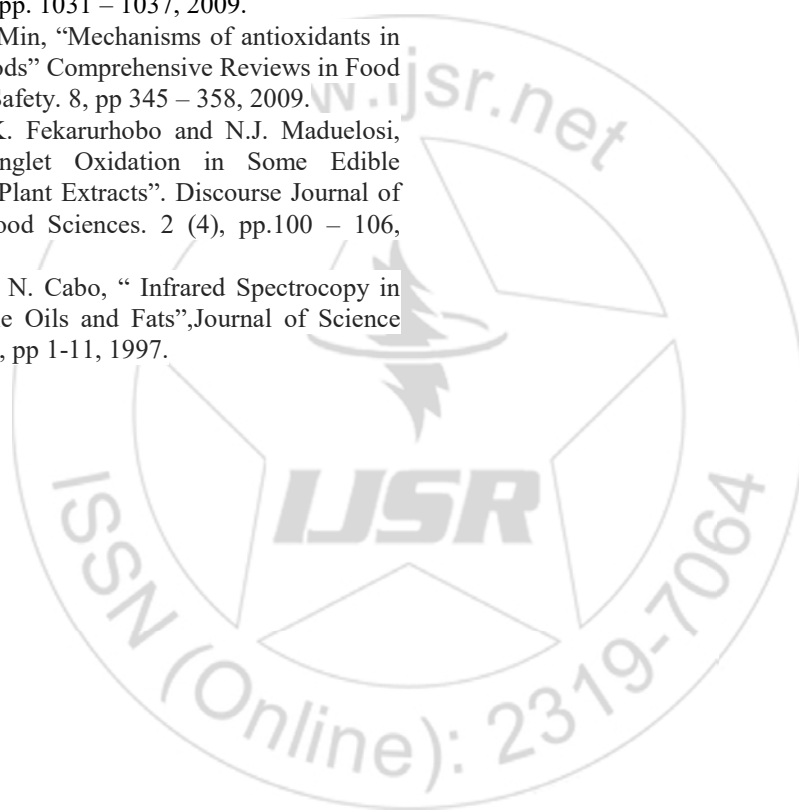 pp. 1031 – 1037, 2009.
Min, “Mechanisms of antioxidants in
ods” Comprehensive Reviews in Food
Safety. 8, pp 345 – 358, 2009.
K. Fekarurhobo and N.J. Maduelosi,
nglet Oxidation in Some Edible
Plant Extracts”. Discourse Journal of
ood Sciences. 2 (4), pp.100 – 106,
N. Cabo, “ Infrared Spectrocopy in
e Oils and Fats”,Journal of Science
, pp 1-11, 1997.
w.ijsr.net
IJSR
ISSN (Online): 2319-7064